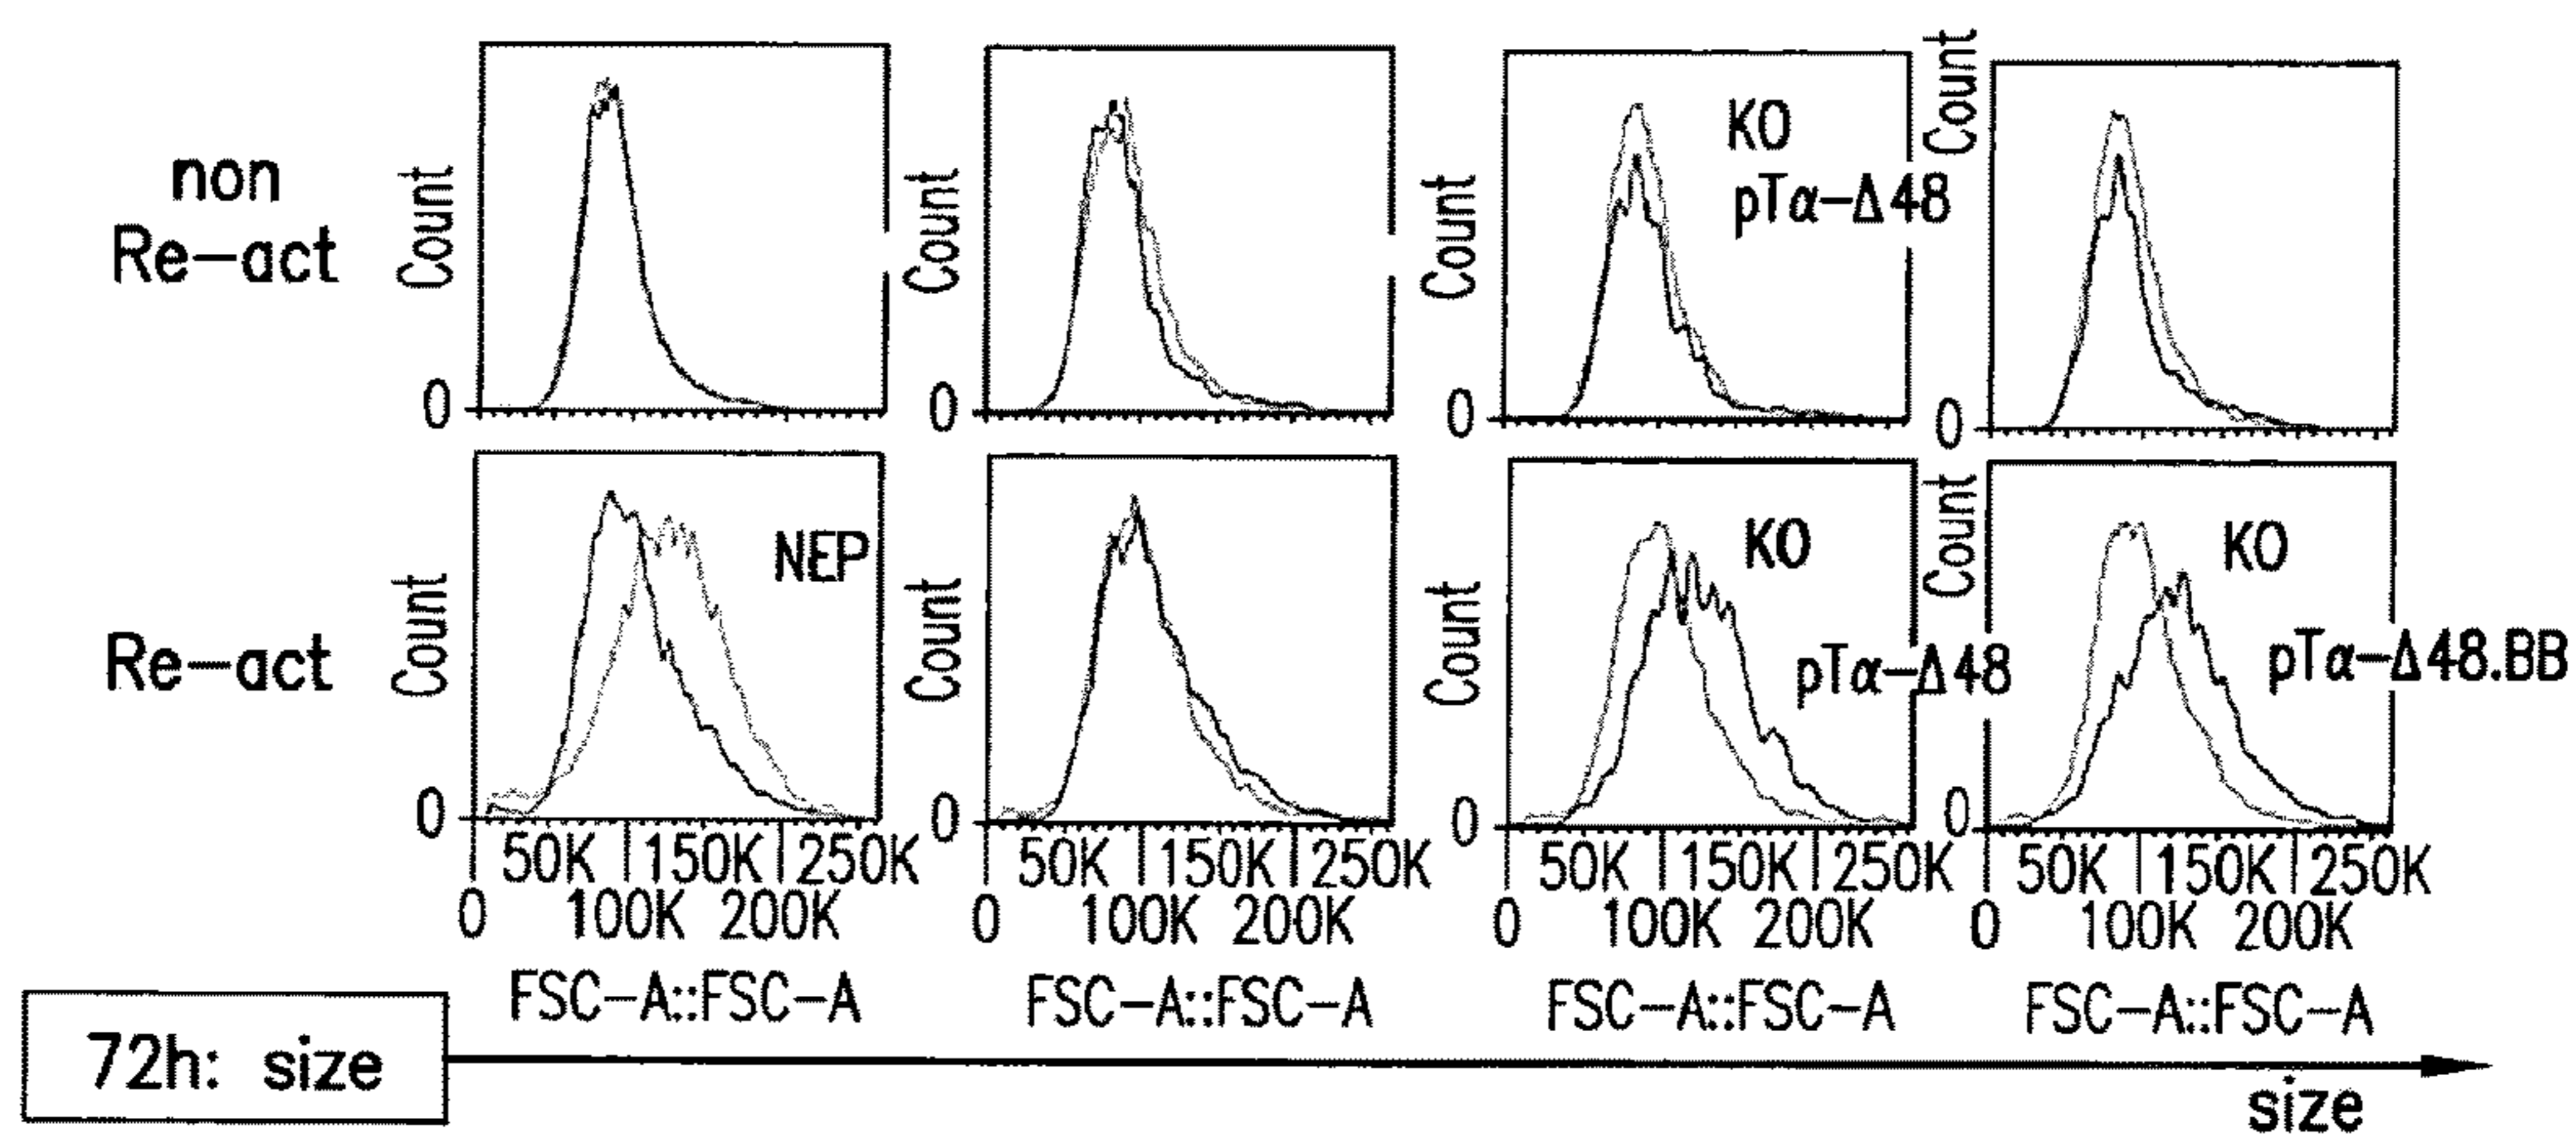 non
Re-act
Count
0
Count
0
Count
0
KO
pTα-Δ48
Count
0
Re-act
Count
0
NEP
Count
0
Count
0
KO
pTα-Δ48
Count
0
KO
pTα-Δ48.BB
50K 150K 250K
0 100K 200K
FSC-A::FSC-A
50K 150K 250K
0 100K 200K
FSC-A::FSC-A
50K 150K 250K
0 100K 200K
FSC-A::FSC-A
50K 150K 250K
0 100K 200K
FSC-A::FSC-A
72h: size
size